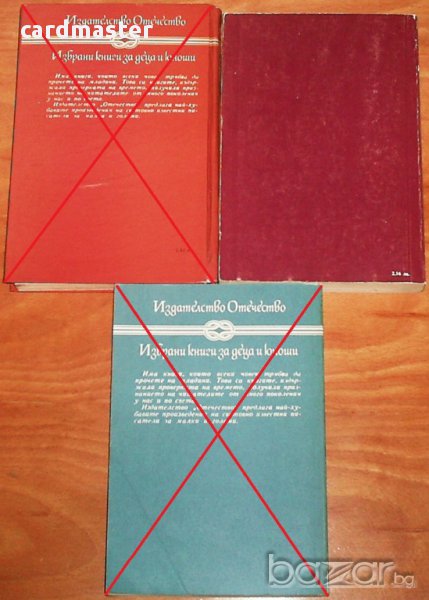 cardmaster
Издателство Отечество
Избрани книги за деца и юноши
Има книги, които всеки човек трябва да
прочете на младини. Това са книгите, издър-
жали проверката на времето, получили приз-
нанието на читателите от много поколения
у нас и по света.
Издателство „Отечество" предлага най-ху-
бавите произведения на световно известни пи-
сатели за малки и големи.
2,16 лв.
Издателство Отечество
Избрани книги за деца и юноши
Има книги, които всеки човек трябва да
прочете на младини. Това са книгите, издър-
жали проверката на времето, получили приз-
нанието на читателите от много поколения
у нас и по света.
Издателство „Отечество" предлага най-ху-
бавите произведения на световно известни пи-
сатели за малки и големи.
bazar.bg